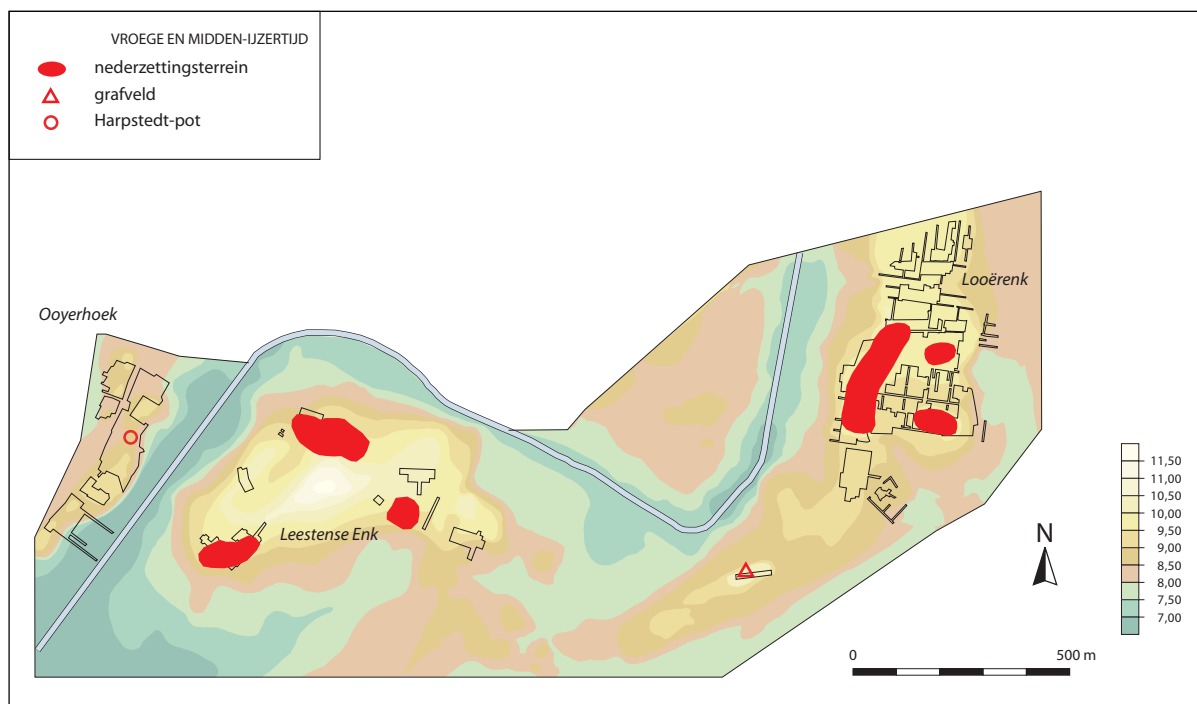 VROEGE EN MIDDEN-IJZERTIJD
nederzettingsterrein
grafveld
Harpstedt-pot
Looërenk
Ooyerhoek
Leestense Enk
11,50
11,00
10,50
10,00
9,50
9,00
8,50
8,00
7,50
7,00
N
0 500 m